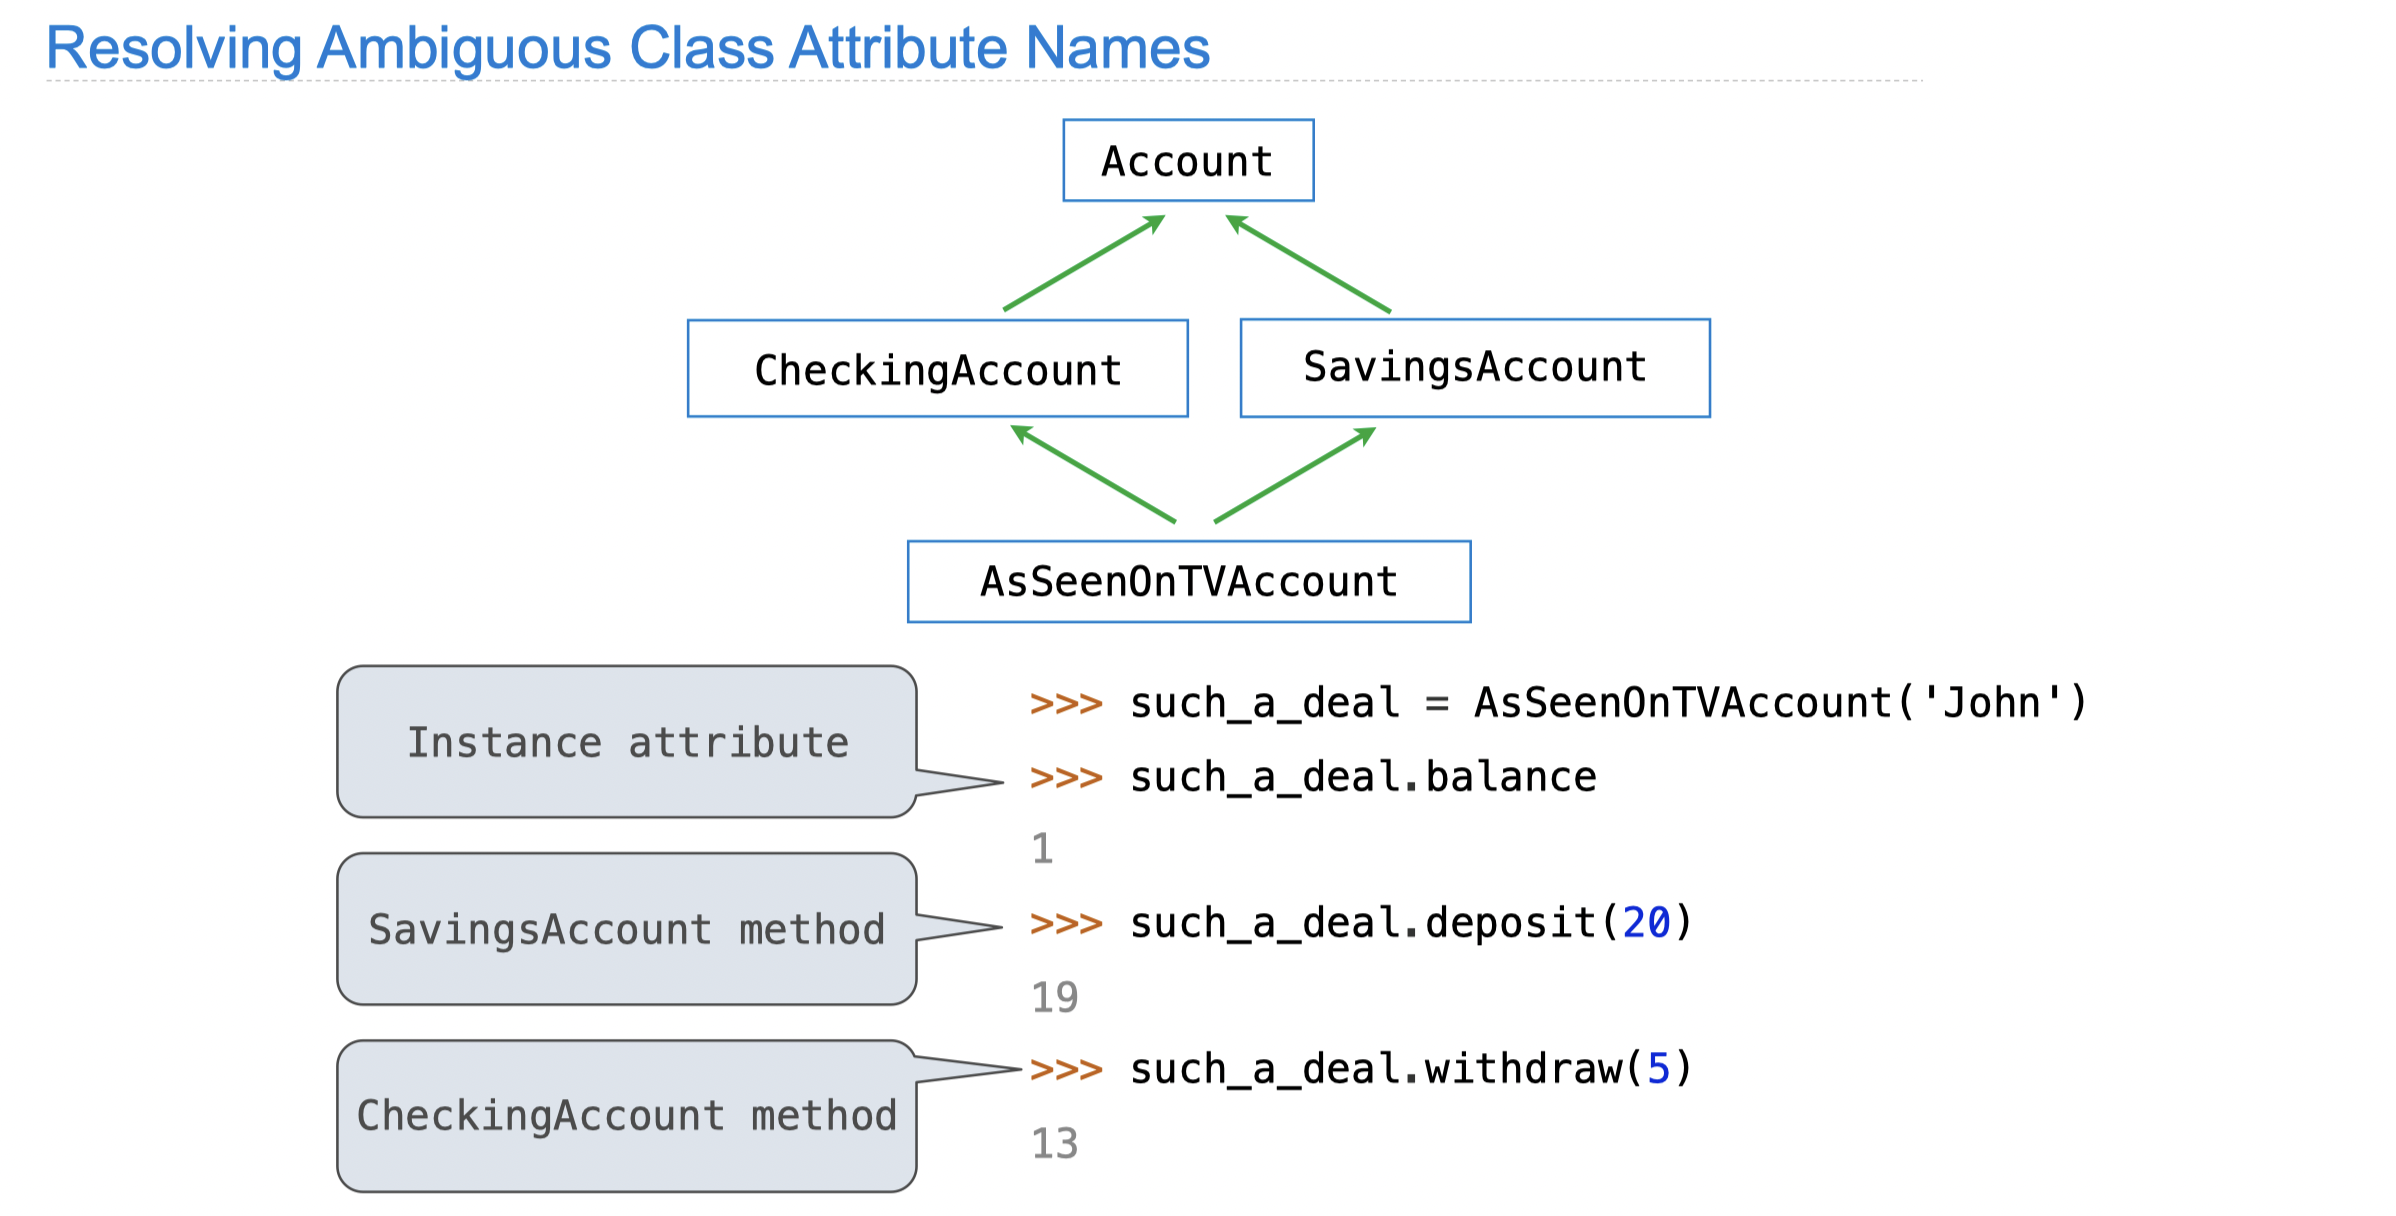 Resolving Ambiguous Class Attribute Names
Account
CheckingAccount
SavingsAccount
AsSeenOnTVAccount
Instance attribute
>>> such_a_deal = AsSeenOnTVAccount('John')
>>> such_a_deal.balance
1
SavingsAccount method
>>> such_a_deal.deposit(20)
19
CheckingAccount method
>>> such_a_deal.withdraw(5)
13